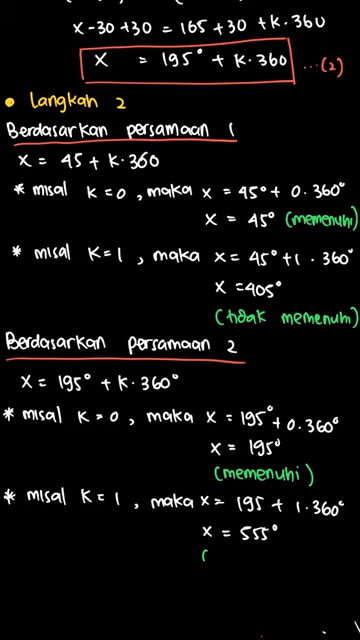 x-30+30 = 165 + 30 + k.360
x = 195° + k.360 ...(2)
• Langkah 2
Berdasarkan persamaan 1
x = 45 + k.360
* misal k=0, maka x = 45° + 0.360°
x = 45° (memenuhi)
* misal k=1, maka x = 45° + 1 . 360°
x = 405°
(tidak memenuhi)
Berdasarkan persamaan 2
x = 195° + k.360°
* misal k=0, maka x = 195° + 0.360°
x = 195°
(memenuhi)
* misal k=1, maka x = 195 + 1.360°
x = 555°
(